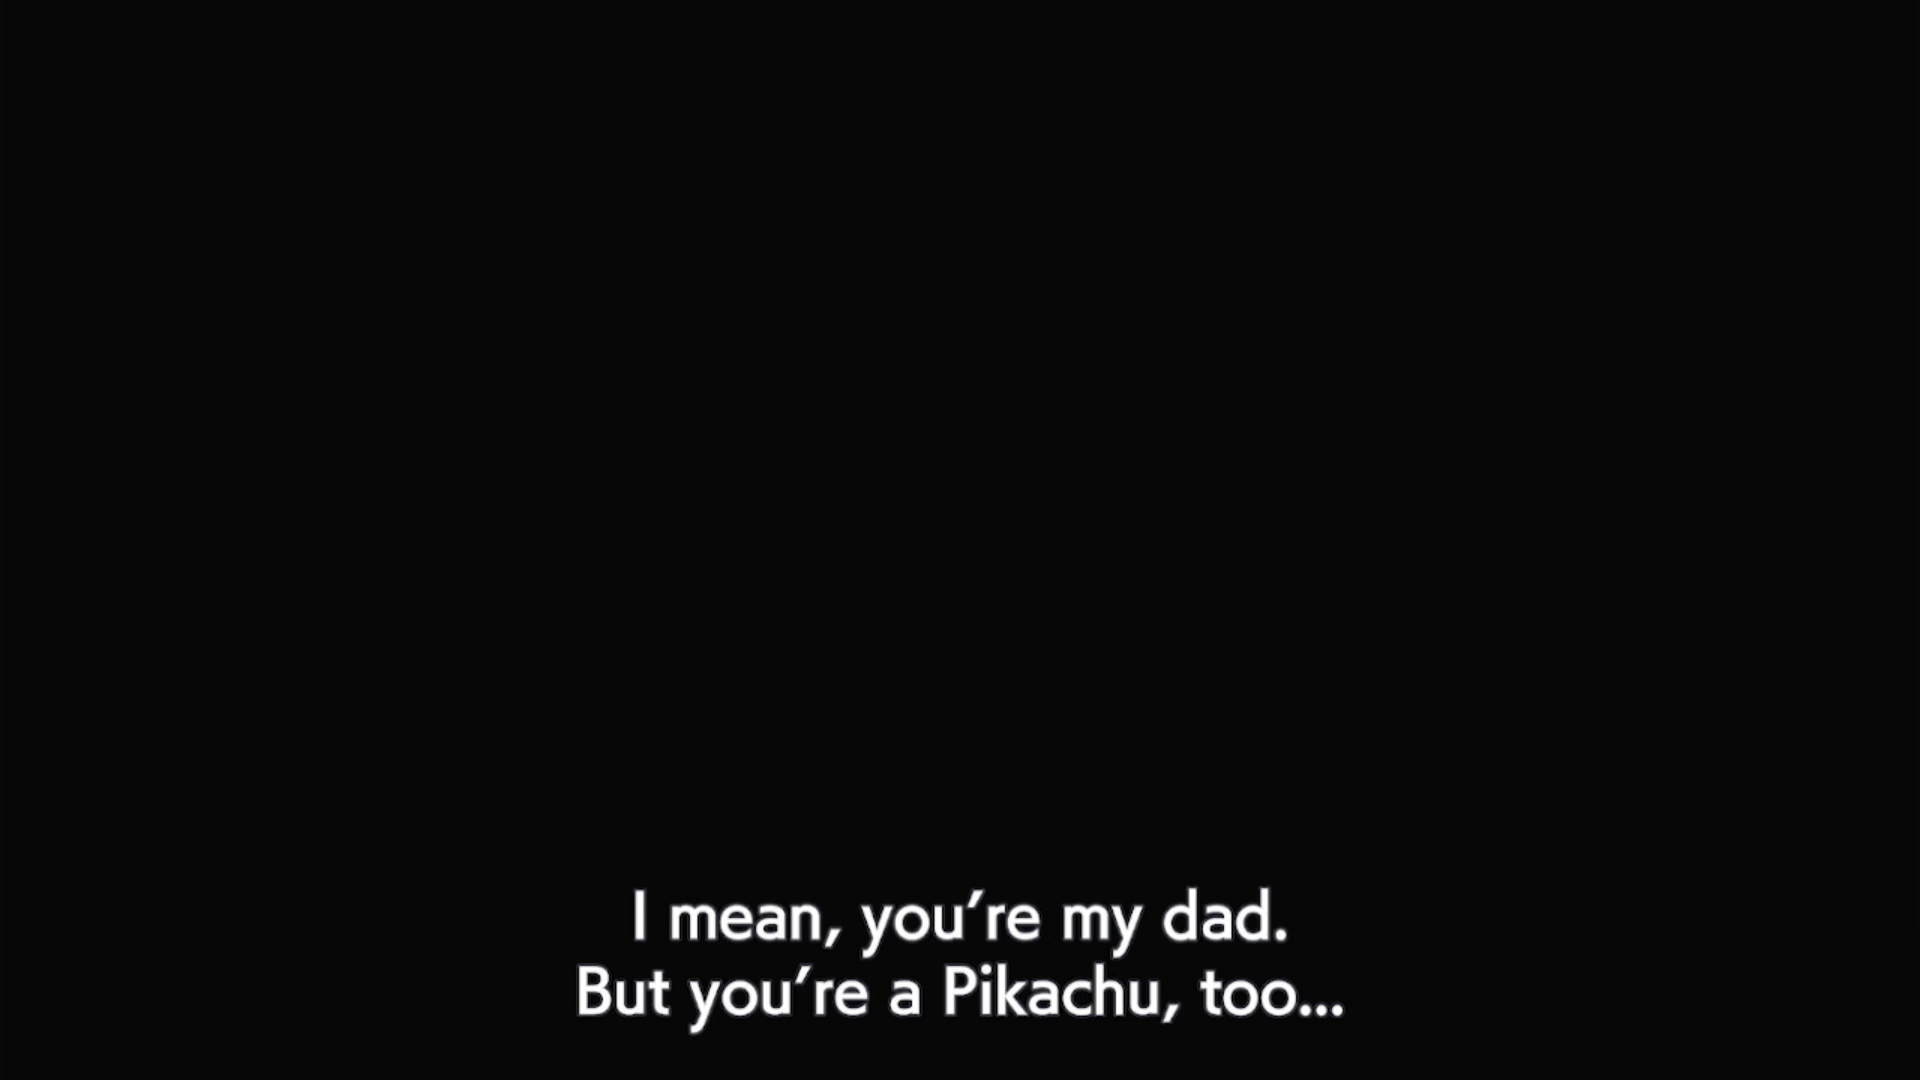 I mean, you’re my dad.
But you’re a Pikachu, too...